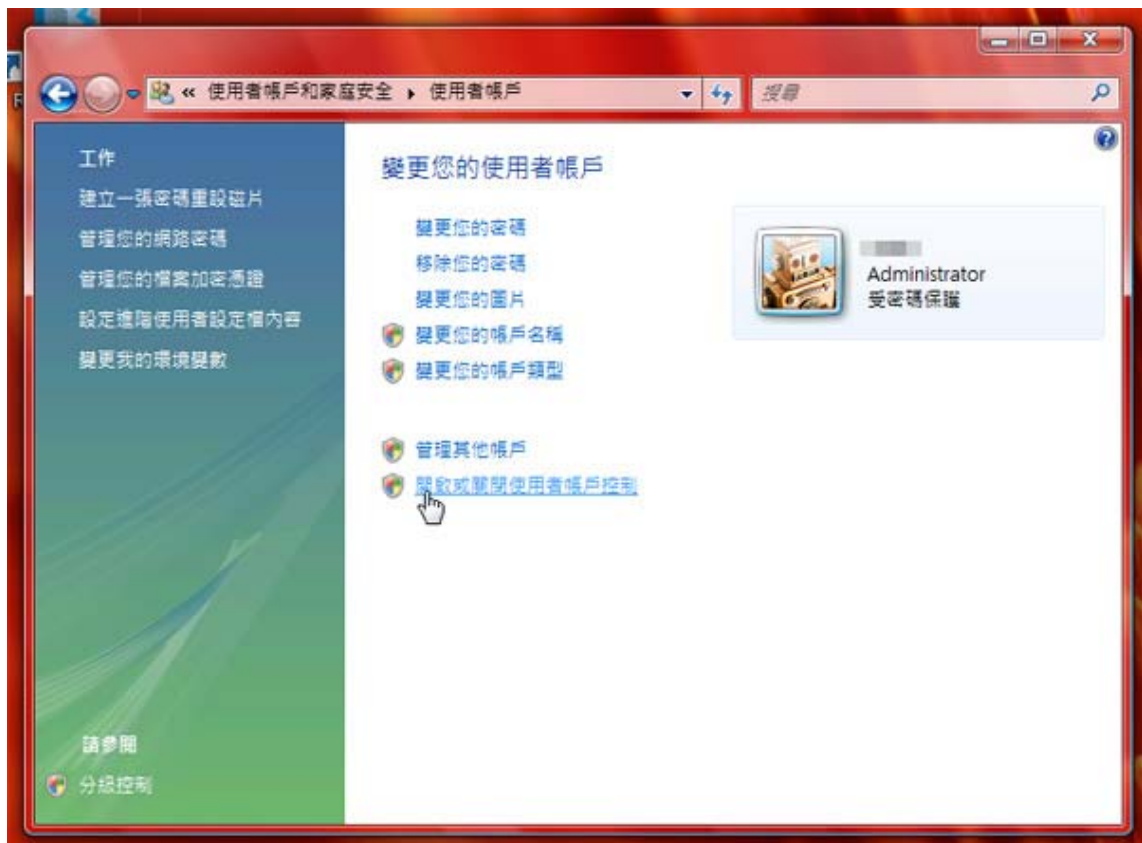 « 使用者帳戶和家庭安全 ▸ 使用者帳戶
搜尋
工作
建立一張密碼重設磁片
管理您的網路密碼
管理您的檔案加密憑證
設定進階使用者設定檔內容
變更我的環境變數
請參閱
分級控制
變更您的使用者帳戶
變更您的密碼
移除您的密碼
變更您的圖片
變更您的帳戶名稱
變更您的帳戶類型
管理其他帳戶
開啟或關閉使用者帳戶控制
Administrator
受密碼保護